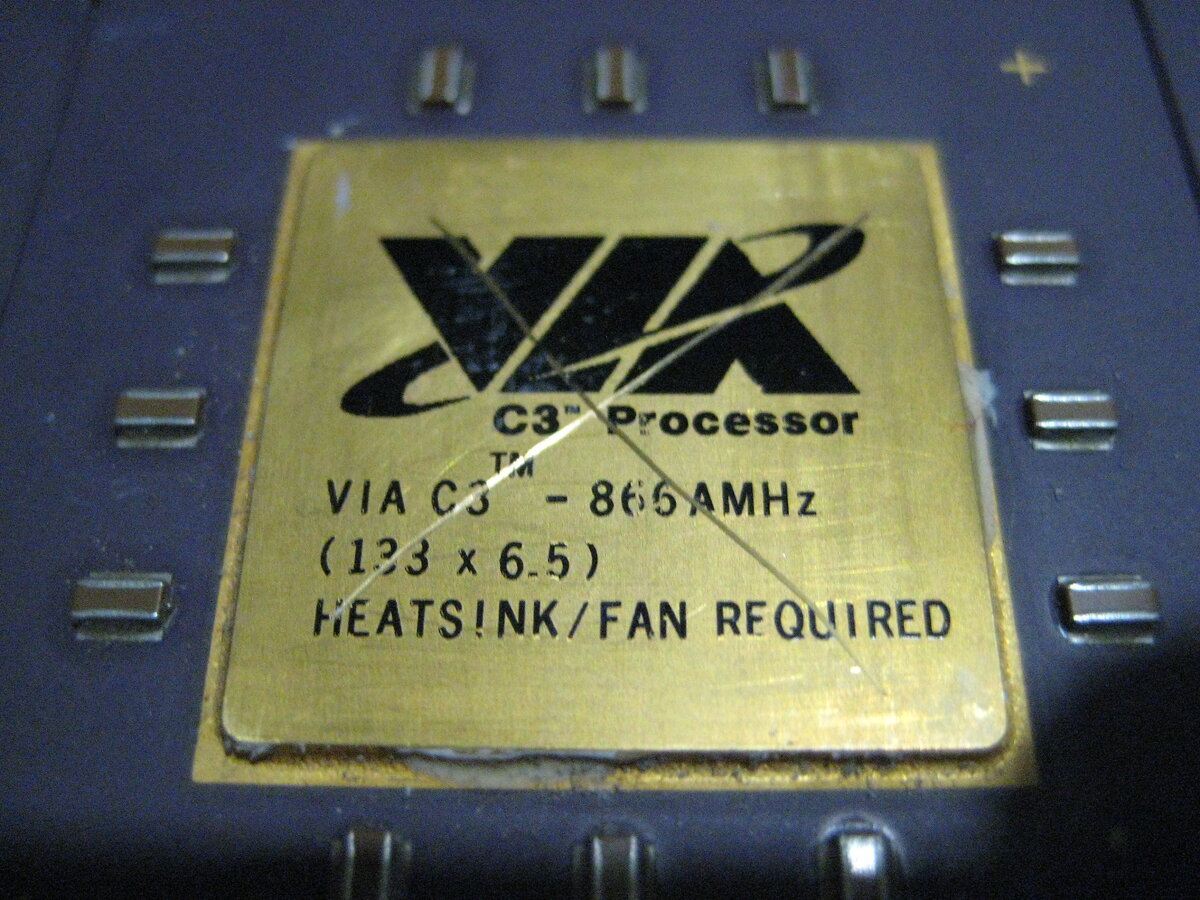 VIA
C3™ Processor
VIA C3™ - 866AMHz
(133 x 6.5)
HEATSINK/FAN REQUIRED